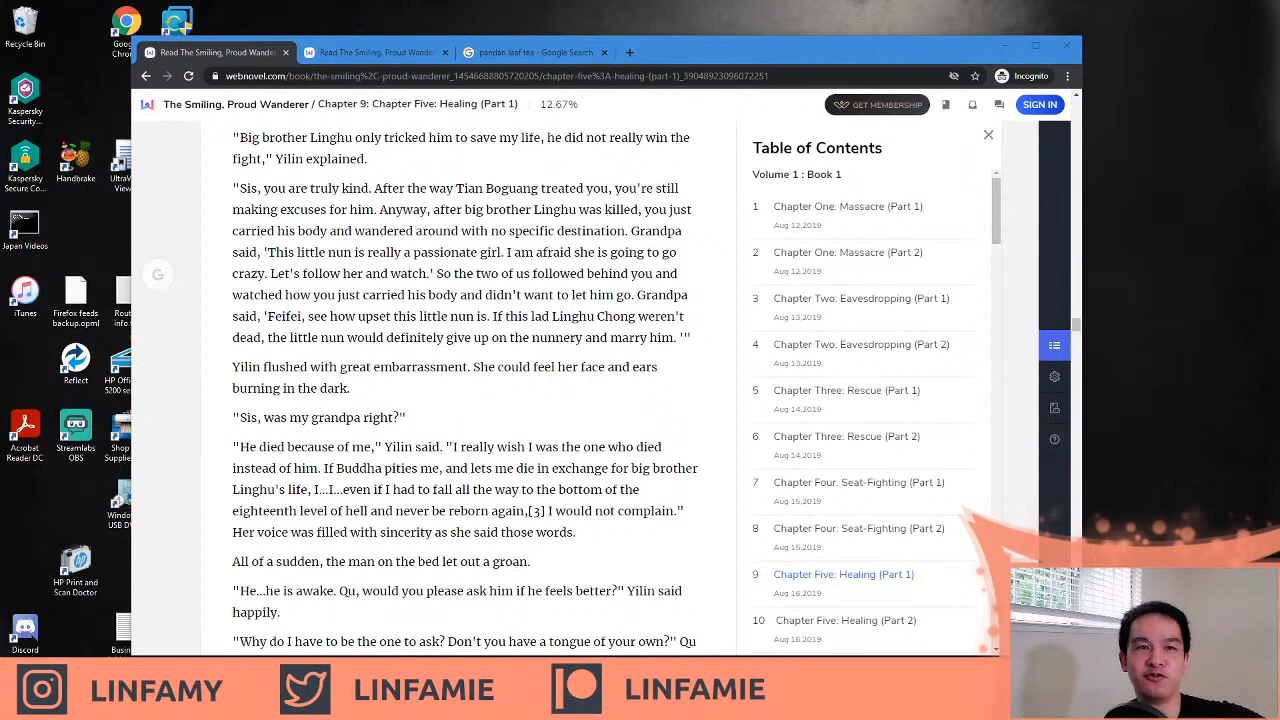 Recycle Bin
Google Chrom
Kaspersky Security...
Handbrake
UltraV
Kaspersky Secure Co...
Japan Videos
iTunes
Firefox feeds backup.opml
Rout info.
Reflect
HP Offic 5200
Acrobat Reader DC
Streamlabs OBS
Shop Supplie
Window USB DV
HP Print and Scan Doctor
Discord
Busin
Read The Smiling, Proud Wander
Read The Smiling, Proud Wande
pandan leaf tea - Google Search
webnovel.com/book/the-smiling%2C-proud-wanderer_14546688805720205/chapter-five%3A-healing-(part-1)_39048923096072251
Incognito
The Smiling, Proud Wanderer / Chapter 9: Chapter Five: Healing (Part 1)
12.67%
GET MEMBERSHIP
SIGN IN
G
"Big brother Linghu only tricked him to save my life, he did not really win the
fight," Yilin explained.
"Sis, you are truly kind. After the way Tian Boguang treated you, you're still
making excuses for him. Anyway, after big brother Linghu was killed, you just
carried his body and wandered around with no specific destination. Grandpa
said, 'This little nun is really a passionate girl. I am afraid she is going to go
crazy. Let's follow her and watch.' So the two of us followed behind you and
watched how you just carried his body and didn't want to let him go. Grandpa
said, 'Feifei, see how upset this little nun is. If this lad Linghu Chong weren't
dead, the little nun would definitely give up on the nunnery and marry him. '"
Yilin flushed with great embarrassment. She could feel her face and ears
burning in the dark.
"Sis, was my grandpa right?"
"He died because of me," Yilin said. "I really wish I was the one who died
instead of him. If Buddha pities me, and lets me die in exchange for big brother
Linghu's life, I...I...even if I had to fall all the way to the bottom of the
eighteenth level of hell and never be reborn again,[3] I would not complain."
Her voice was filled with sincerity as she said those words.
All of a sudden, the man on the bed let out a groan.
"He...he is awake. Qu, would you please ask him if he feels better?" Yilin said
happily.
"Why do I have to be the one to ask? Don't you have a tongue of your own?" Qu
Table of Contents
Volume 1 : Book 1
1 Chapter One: Massacre (Part 1)
Aug 12,2019
2 Chapter One: Massacre (Part 2)
Aug 12,2019
3 Chapter Two: Eavesdropping (Part 1)
Aug 13,2019
4 Chapter Two: Eavesdropping (Part 2)
Aug 13,2019
5 Chapter Three: Rescue (Part 1)
Aug 14,2019
6 Chapter Three: Rescue (Part 2)
Aug 14,2019
7 Chapter Four: Seat-Fighting (Part 1)
Aug 15,2019
8 Chapter Four: Seat-Fighting (Part 2)
Aug 15,2019
9 Chapter Five: Healing (Part 1)
Aug 16,2019
10 Chapter Five: Healing (Part 2)
Aug 16,2019
LINFAMY
LINFAMIE
LINFAMIE